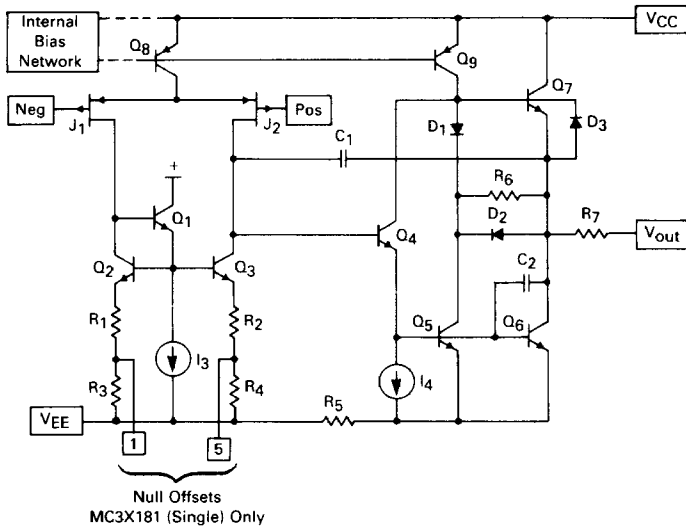 Internal
Bias
Network
Q8
Q9
VCC
Q7
Neg
J1
J2
Pos
D1
D3
C1
+
R6
Q1
D2
R7
Vout
Q4
Q2
Q3
C2
R1
R2
Q5
Q6
I3
I4
R3
R4
R5
VEE
1
5
Null Offsets
MC3X181 (Single) Only